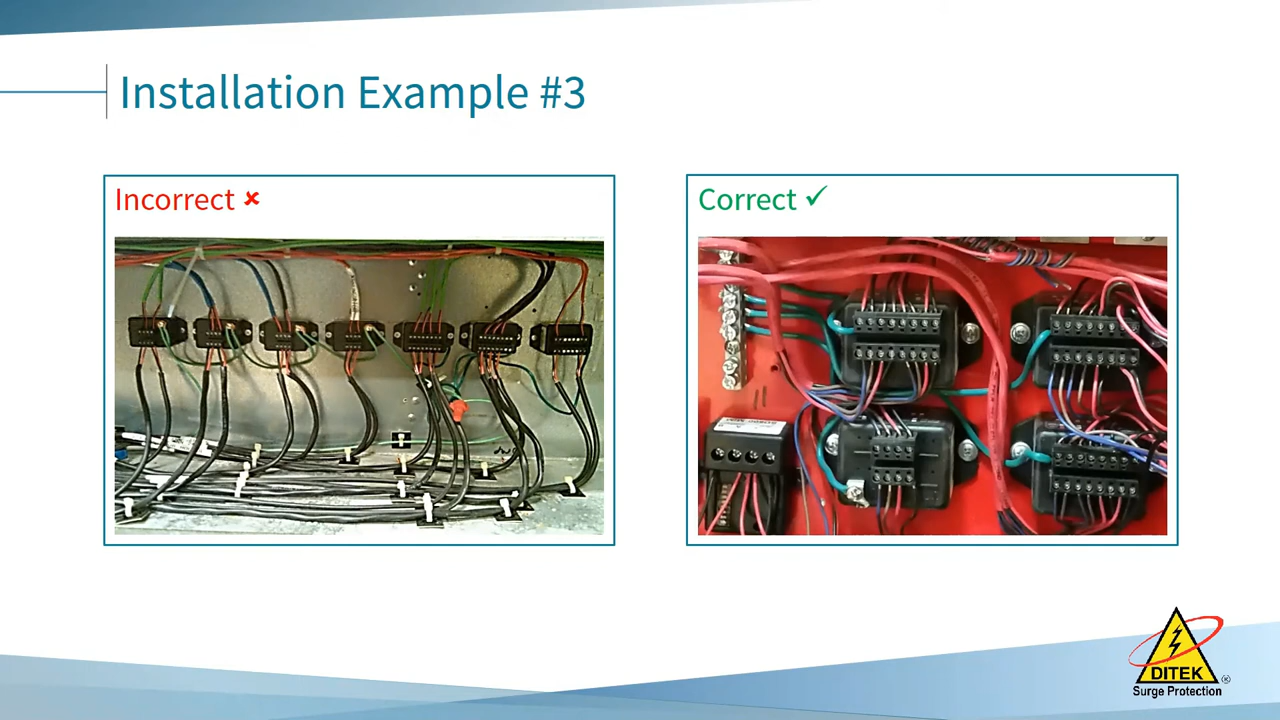 Installation Example #3
Incorrect ✘
Correct ✓
DITEK
®
Surge Protection